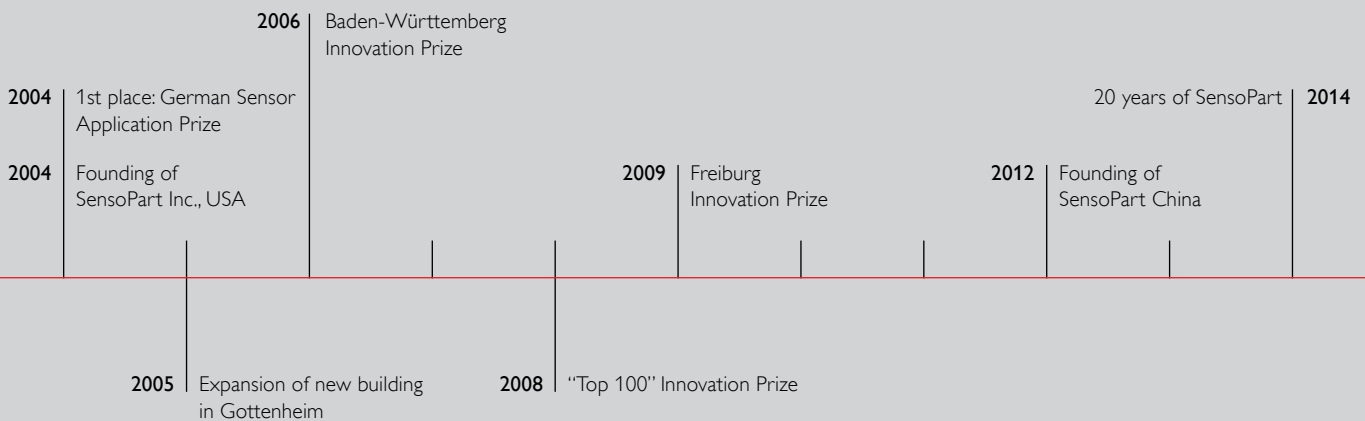 2006 Baden-Württemberg
Innovation Prize
2004 1st place: German Sensor
Application Prize
20 years of SensoPart 2014
2004 Founding of
SensoPart Inc., USA
2009 Freiburg
Innovation Prize
2012 Founding of
SensoPart China
2005 Expansion of new building
in Gottenheim
2008 “Top 100” Innovation Prize